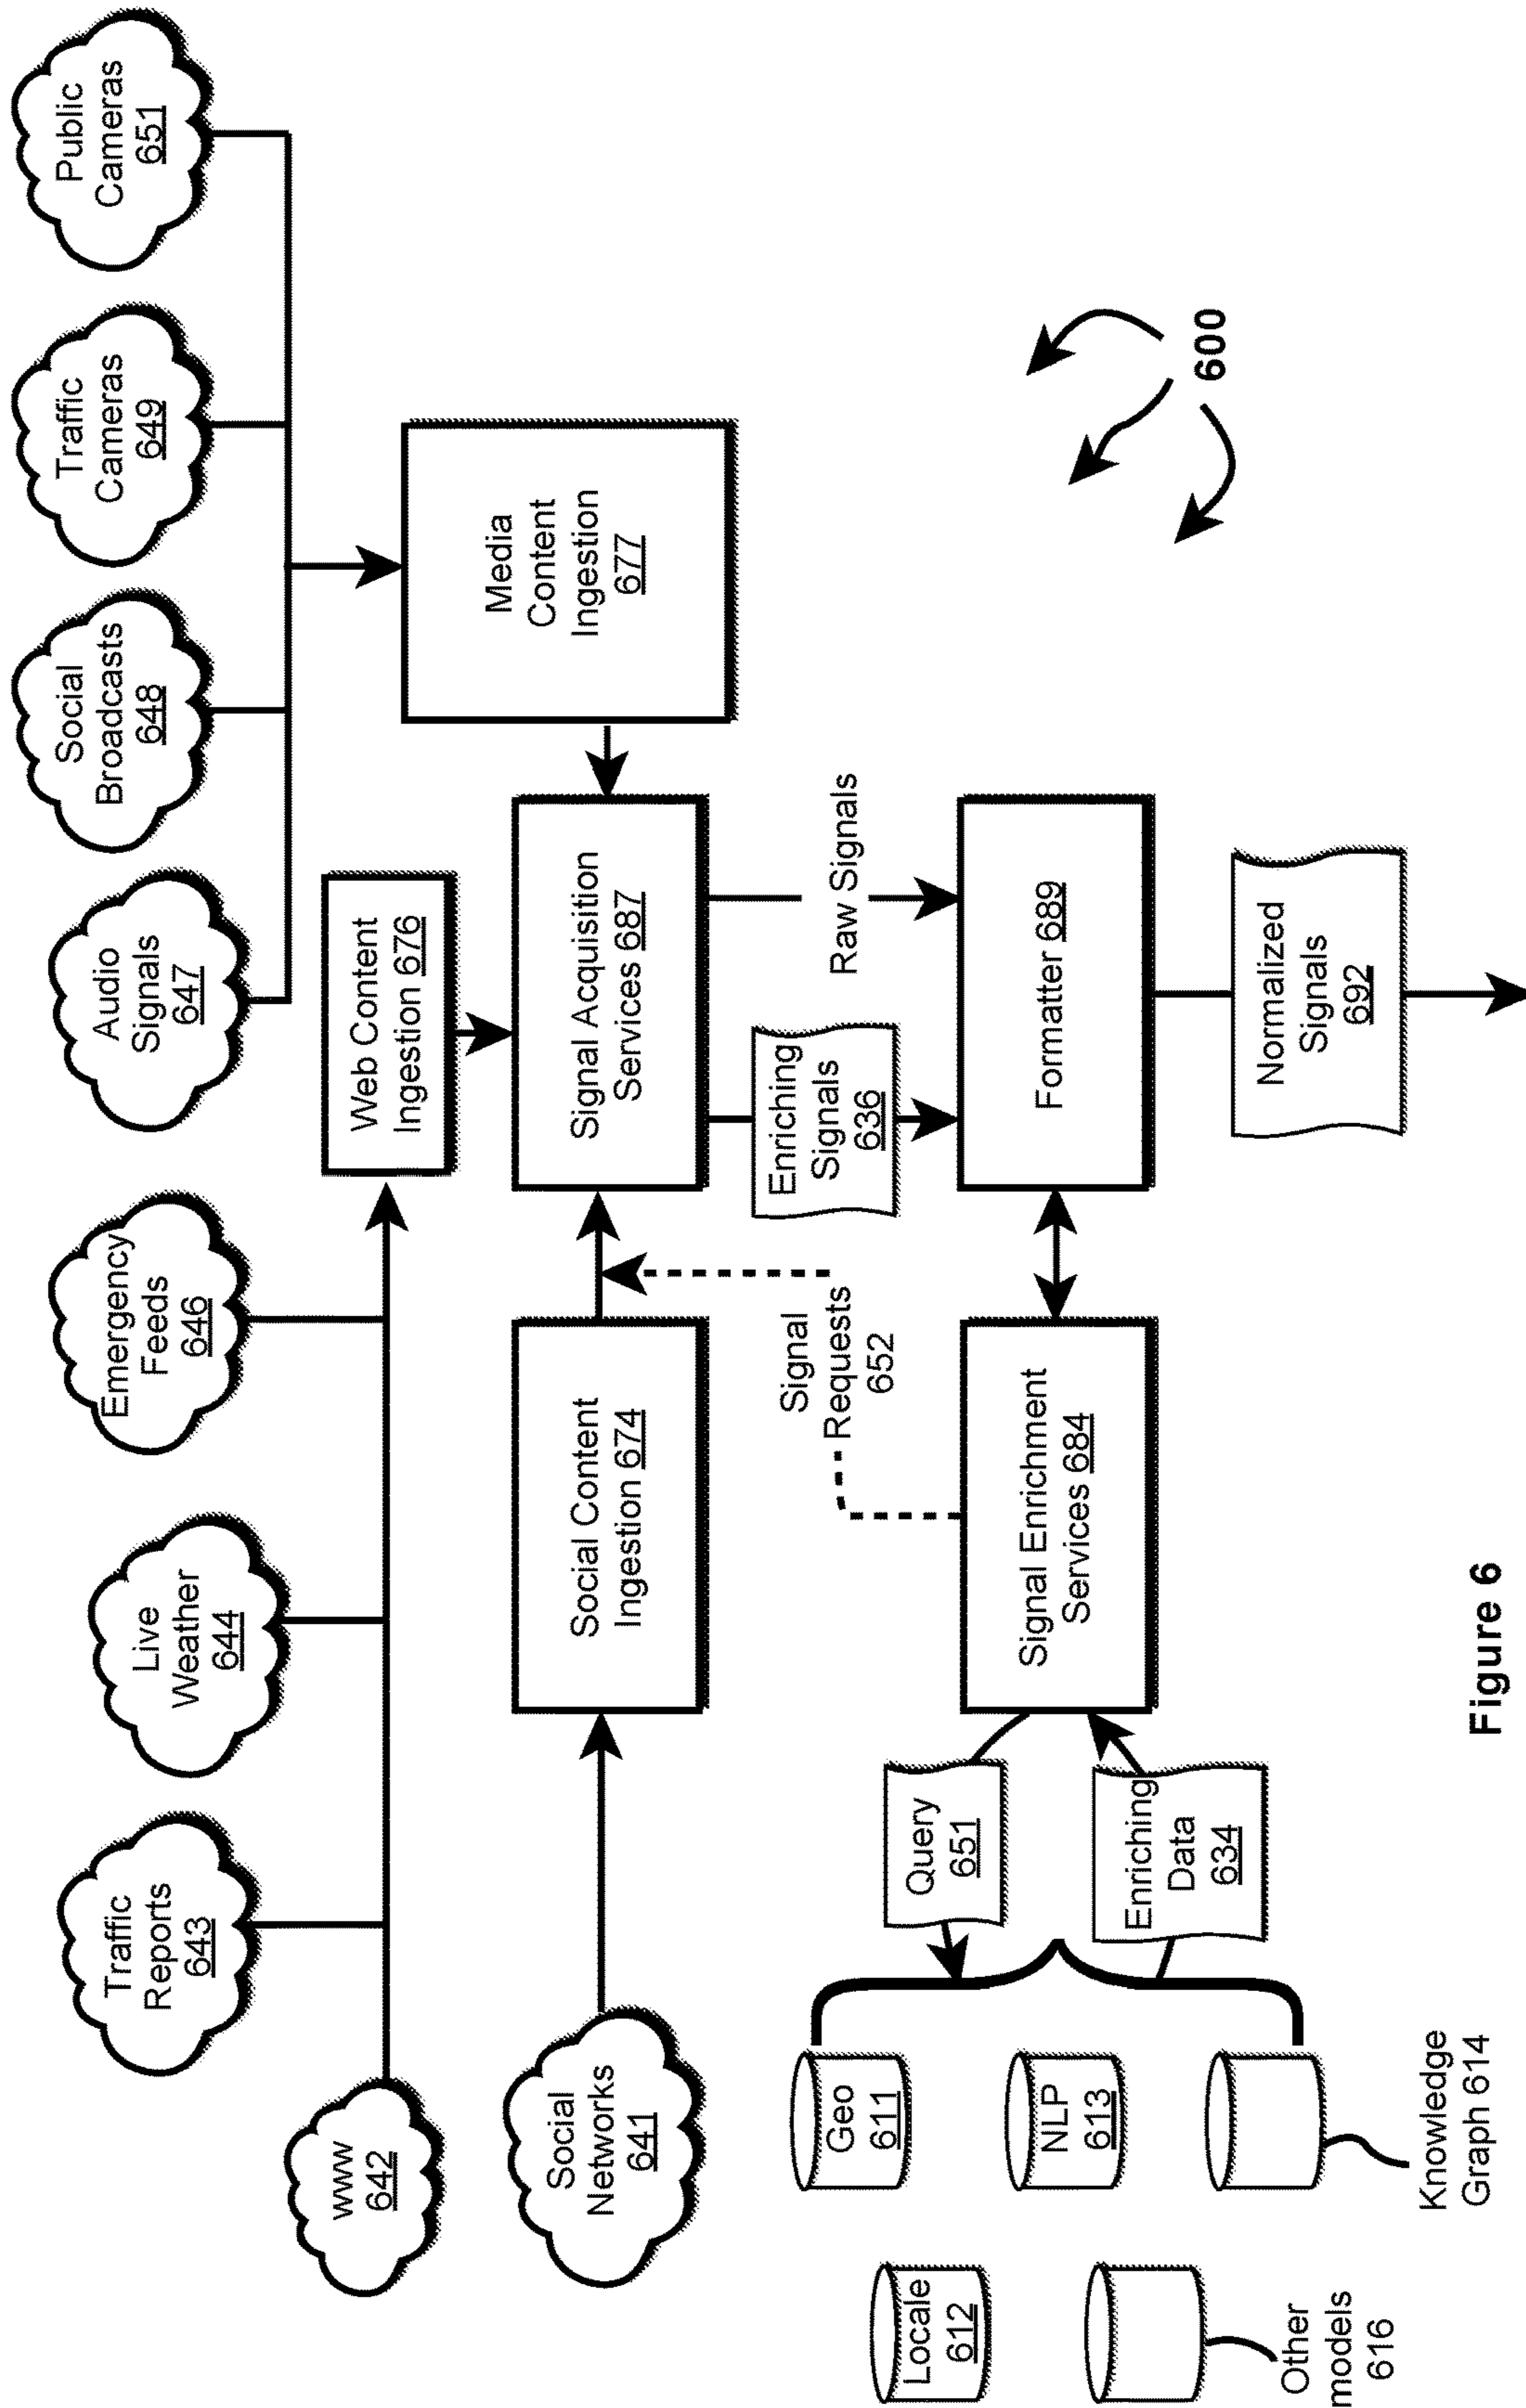 Traffic
Reports
643
Live
Weather
644
Emergency
Feeds
646
Audio
Signals
647
Social
Broadcasts
648
Traffic
Cameras
649
Public
Cameras
651
www
642
Web Content
Ingestion 676
Media
Content
Ingestion
677
Social
Networks
641
Social Content
Ingestion 674
Signal Acquisition
Services 687
Signal
Requests
652
Enriching
Signals
636
Raw Signals
Geo
611
Locale
612
NLP
613
Knowledge
Graph 614
Other
models
616
Query
651
Enriching
Data
634
Signal Enrichment
Services 684
Formatter 689
Normalized
Signals
692
600
Figure 6